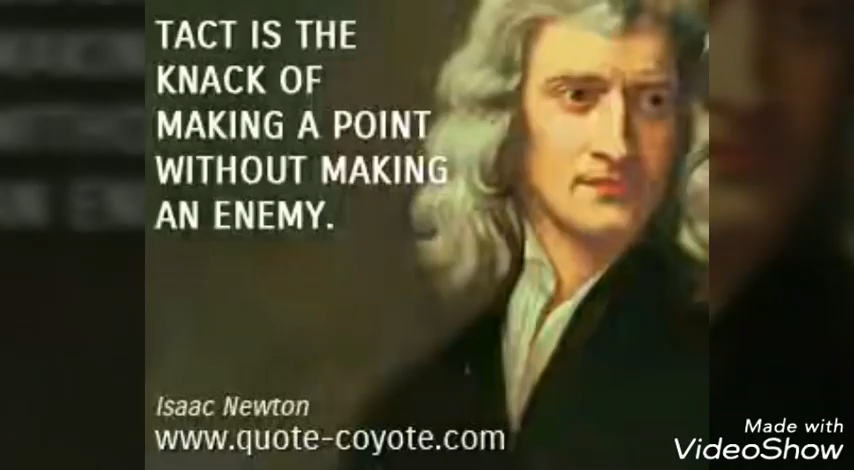 TACT IS THE
KNACK OF
MAKING A POINT
WITHOUT MAKING
AN ENEMY.
Isaac Newton
www.quote-coyote.com
Made with
VideoShow